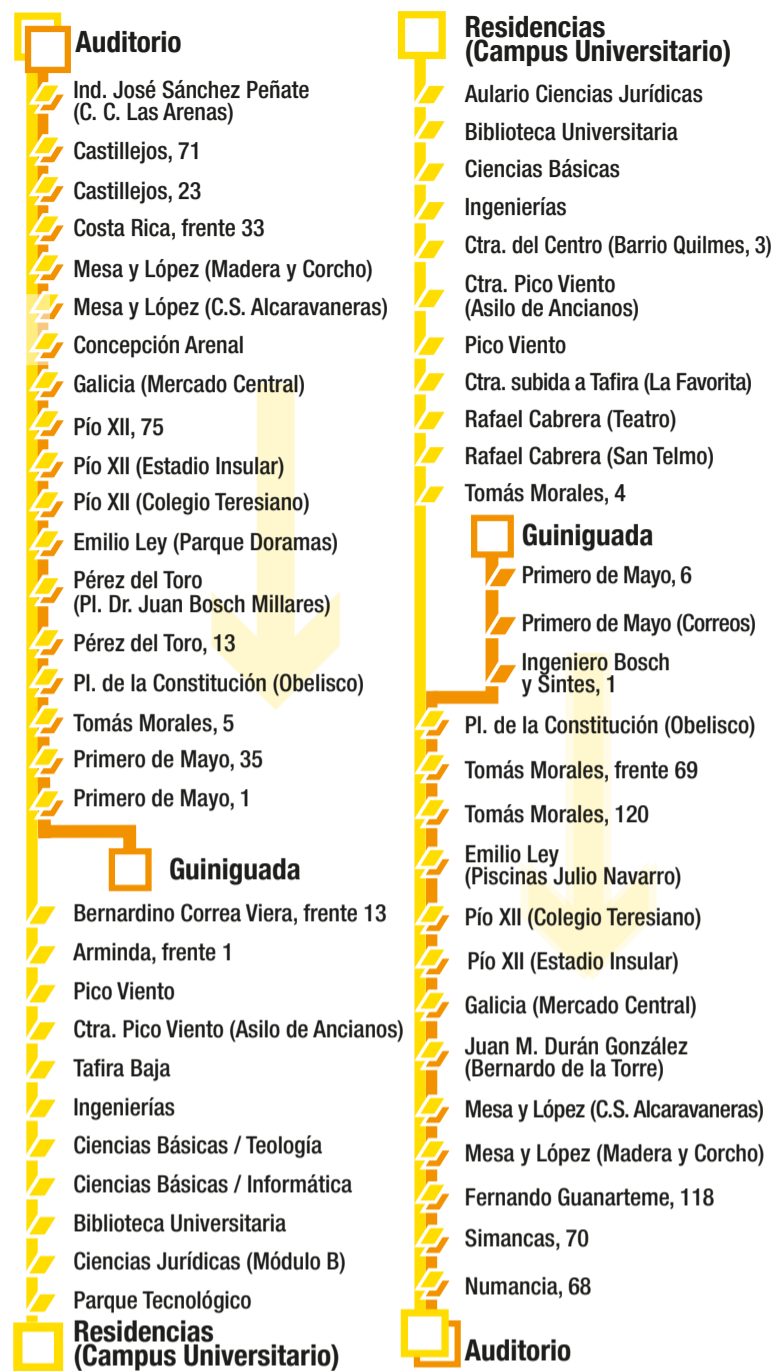 Auditorio
Ind. José Sánchez Peñate
(C. C. Las Arenas)
Castillejos, 71
Castillejos, 23
Costa Rica, frente 33
Mesa y López (Madera y Corcho)
Mesa y López (C.S. Alcaravaneras)
Concepción Arenal
Galicia (Mercado Central)
Pío XII, 75
Pío XII (Estadio Insular)
Pío XII (Colegio Teresiano)
Emilio Ley (Parque Doramas)
Pérez del Toro
(Pl. Dr. Juan Bosch Millares)
Pérez del Toro, 13
Pl. de la Constitución (Obelisco)
Tomás Morales, 5
Primero de Mayo, 35
Primero de Mayo, 1
Guiniguada
Bernardino Correa Viera, frente 13
Arminda, frente 1
Pico Viento
Ctra. Pico Viento (Asilo de Ancianos)
Tafira Baja
Ingenierías
Ciencias Básicas / Teología
Ciencias Básicas / Informática
Biblioteca Universitaria
Ciencias Jurídicas (Módulo B)
Parque Tecnológico
Residencias
(Campus Universitario)
Residencias
(Campus Universitario)
Aulario Ciencias Jurídicas
Biblioteca Universitaria
Ciencias Básicas
Ingenierías
Ctra. del Centro (Barrio Quilmes, 3)
Ctra. Pico Viento
(Asilo de Ancianos)
Pico Viento
Ctra. subida a Tafira (La Favorita)
Rafael Cabrera (Teatro)
Rafael Cabrera (San Telmo)
Tomás Morales, 4
Guiniguada
Primero de Mayo, 6
Primero de Mayo (Correos)
Ingeniero Bosch
y Sintes, 1
Pl. de la Constitución (Obelisco)
Tomás Morales, frente 69
Tomás Morales, 120
Emilio Ley
(Piscinas Julio Navarro)
Pío XII (Colegio Teresiano)
Pío XII (Estadio Insular)
Galicia (Mercado Central)
Juan M. Durán González
(Bernardo de la Torre)
Mesa y López (C.S. Alcaravaneras)
Mesa y López (Madera y Corcho)
Fernando Guanarteme, 118
Simancas, 70
Numancia, 68
Auditorio